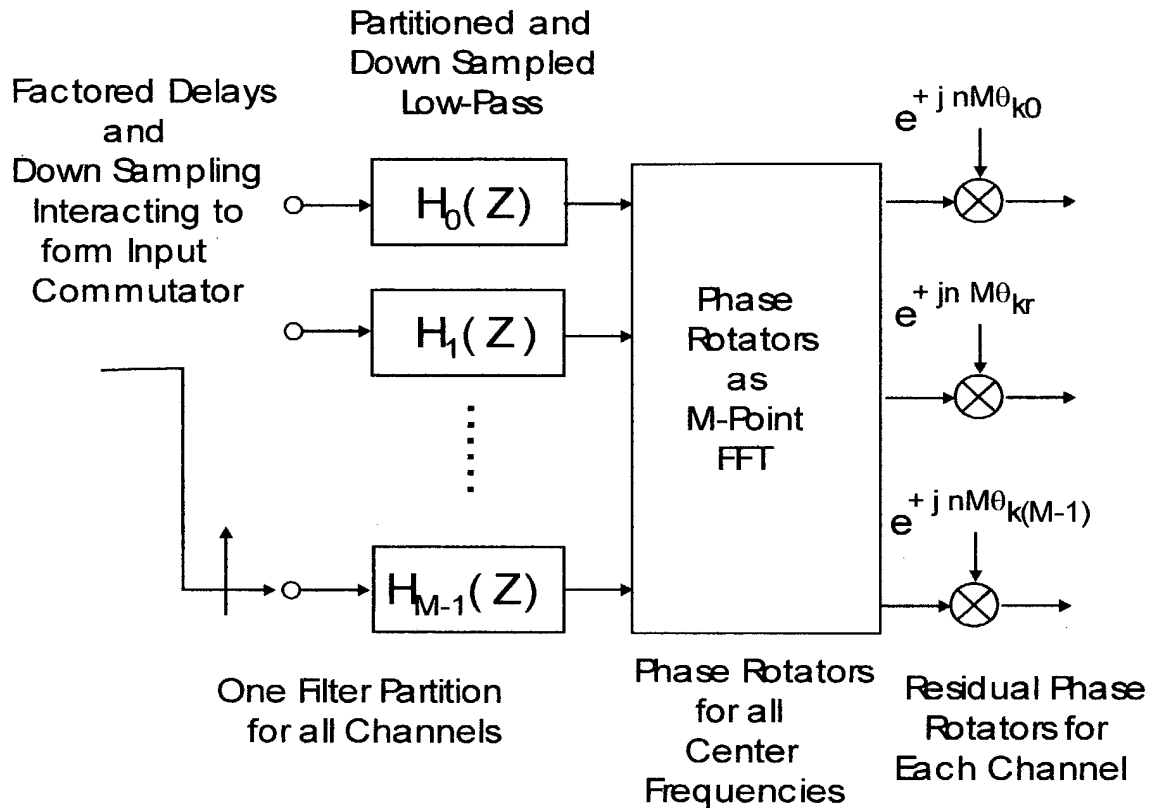 Factored Delays
and
Down Sampling
Interacting to
form Input
Commutator
Partitioned and
Down Sampled
Low-Pass
H0(Z)
H1(Z)
HM-1(Z)
Phase
Rotators
as
M-Point
FFT
e+ j nMθk0
e+ jn Mθkr
e+ j nMθk(M-1)
One Filter Partition
for all Channels
Phase Rotators
for all
Center
Frequencies
Residual Phase
Rotators for
Each Channel